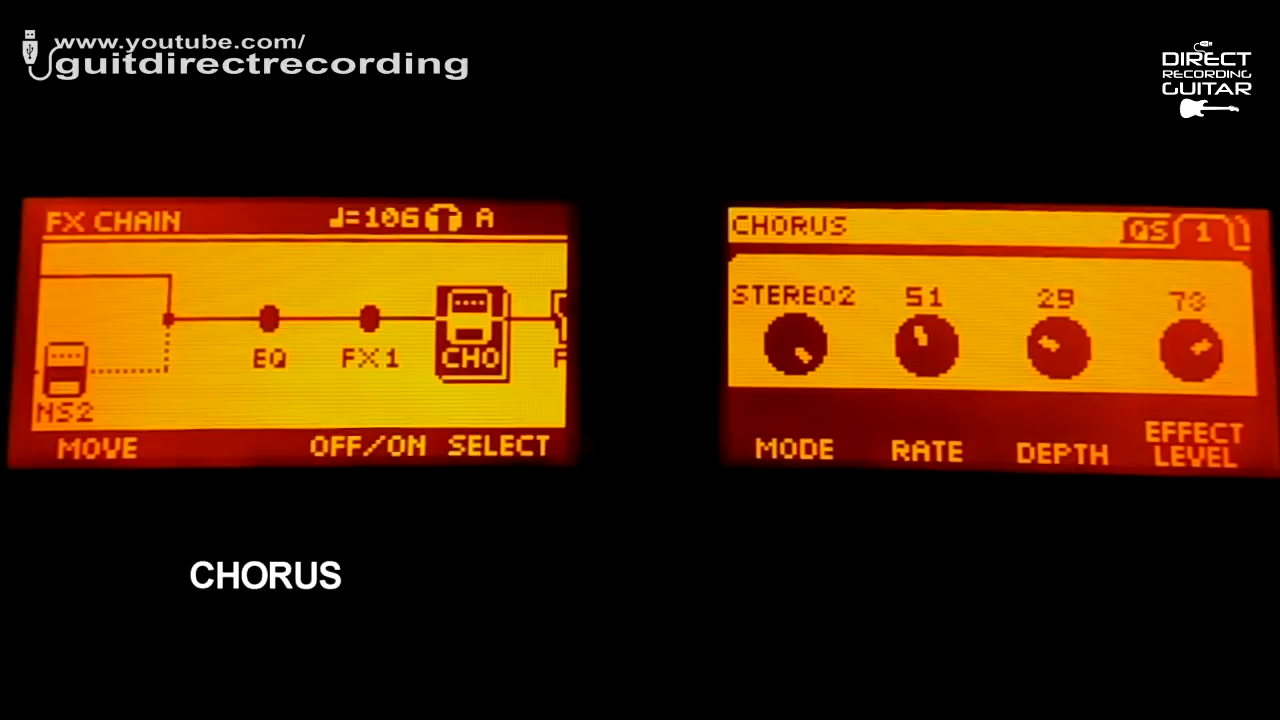 www.youtube.com/
guitdirectrecording
DIRECT
RECORDING
GUITAR
FX CHAIN ♩=106 A
EQ FX1 CHO
NS2
MOVE OFF/ON SELECT
CHORUS QS 1
STEREO2 51 29
MODE RATE DEPTH EFFECT LEVEL
CHORUS